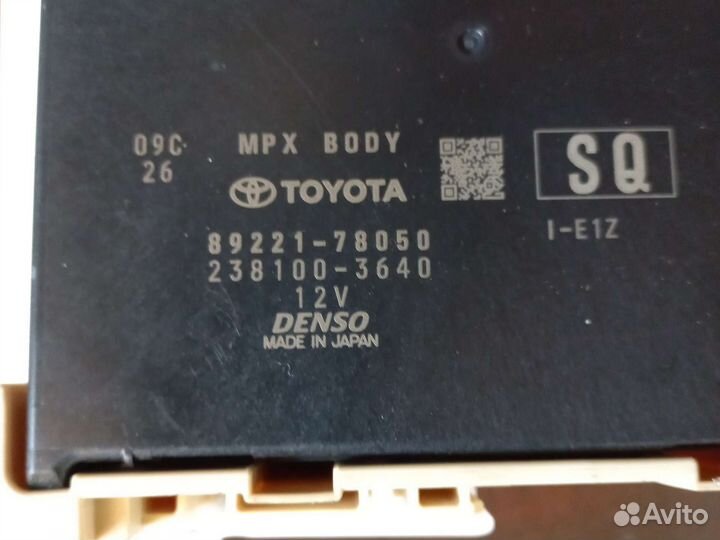 09C MPX BODY SQ
26 TOYOTA
89221-78050 I-E1Z
238100-3640
12V
DENSO
MADE IN JAPAN
Avito